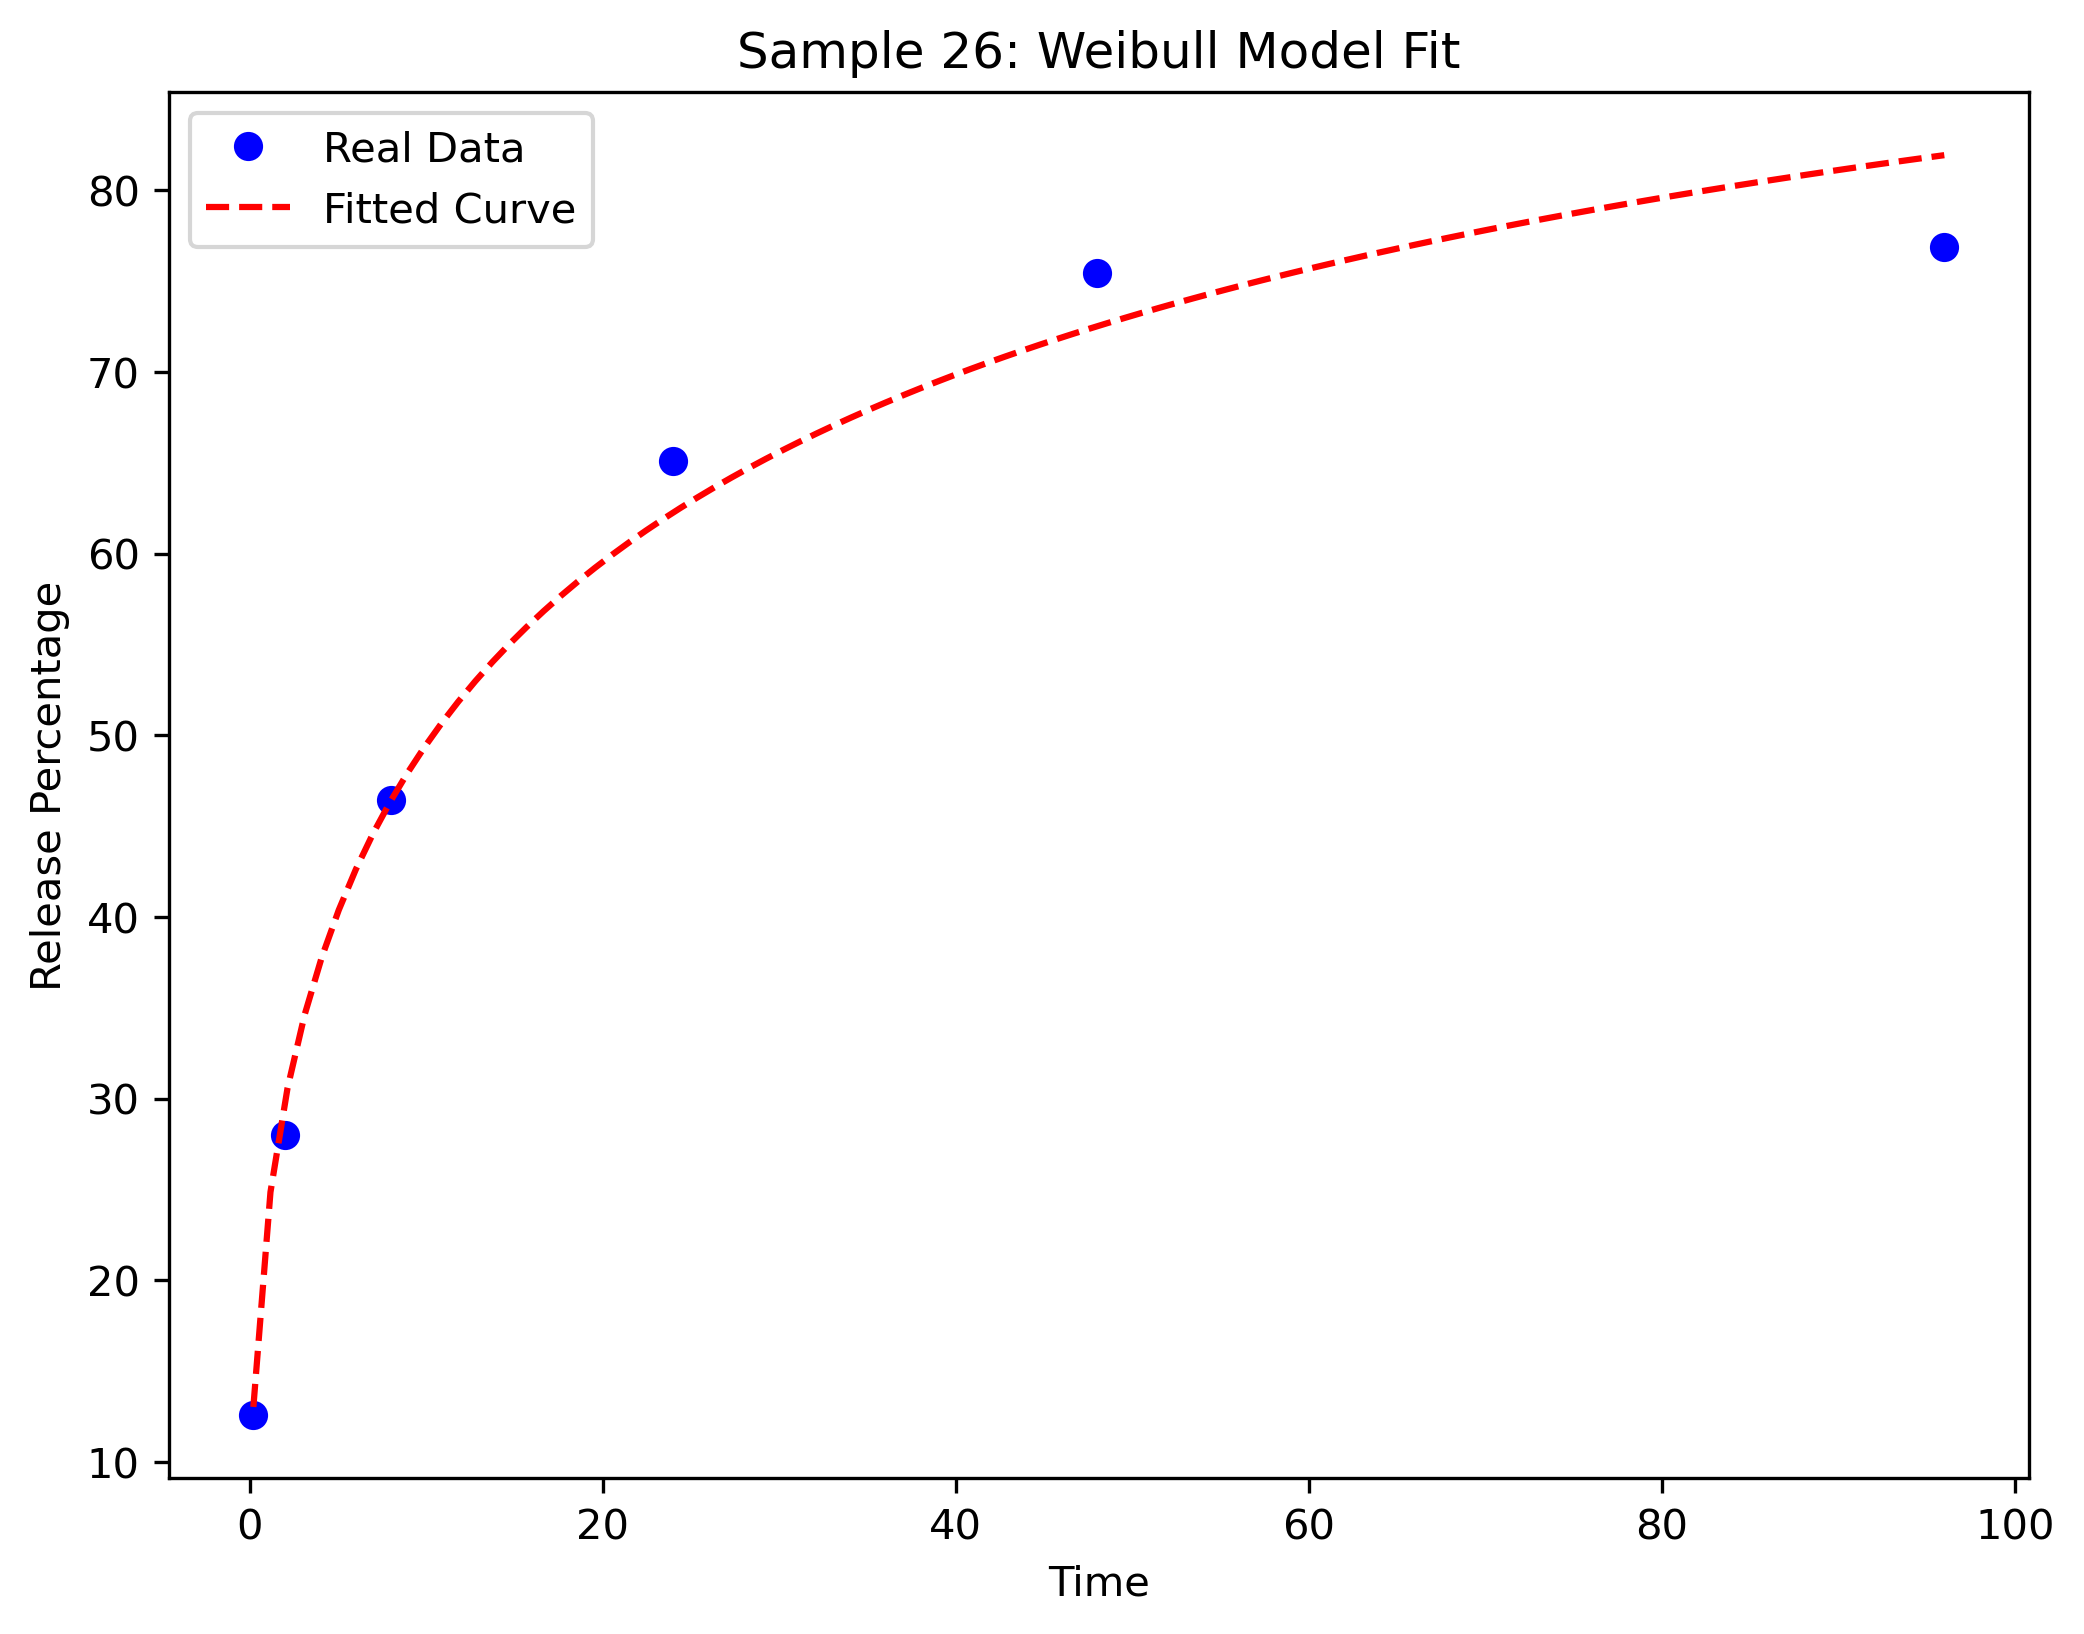 Sample 26: Weibull Model Fit
Real Data
Fitted Curve
80
70
60
50
40
30
20
10
Release Percentage
0 20 40 60 80 100
Time